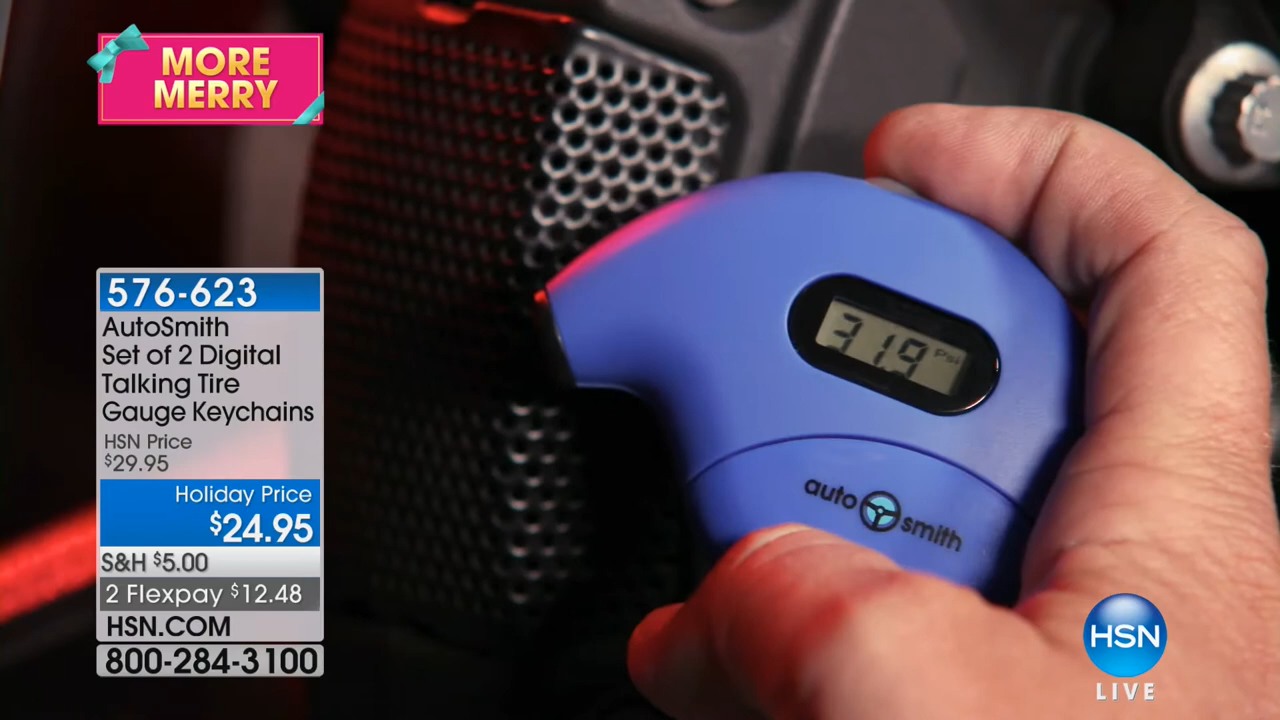 MORE
MERRY
576-623
AutoSmith
Set of 2 Digital
Talking Tire
Gauge Keychains
HSN Price
$29.95
Holiday Price
$24.95
S&H $5.00
2 Flexpay $12.48
HSN.COM
800-284-3100
31.9 Psi
auto smith
HSN
LIVE